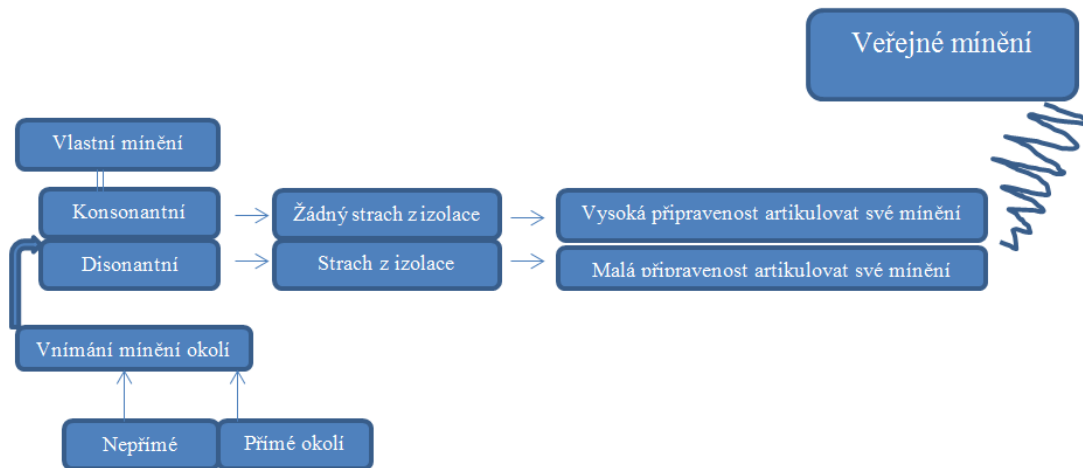 Veřejné mínění
Vlastní mínění
Konsonantní
Žádný strach z izolace
Vysoká připravenost artikulovat své mínění
Disonantní
Strach z izolace
Malá připravenost artikulovat své mínění
Vnímání mínění okolí
Nepřímé
Přímé okolí